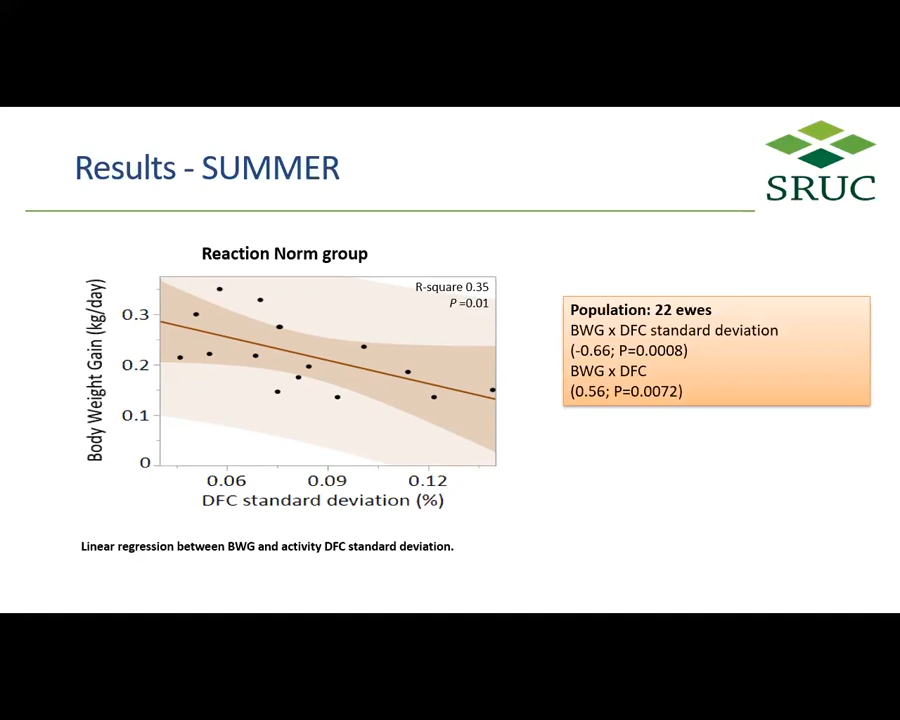 Results - SUMMER
SRUC
Reaction Norm group
R-square 0.35
P =0.01
Body Weight Gain (kg/day)
0.3
0.2
0.1
0
0.06 0.09 0.12
DFC standard deviation (%)
Linear regression between BWG and activity DFC standard deviation.
Population: 22 ewes
BWG x DFC standard deviation
(-0.66; P=0.0008)
BWG x DFC
(0.56; P=0.0072)